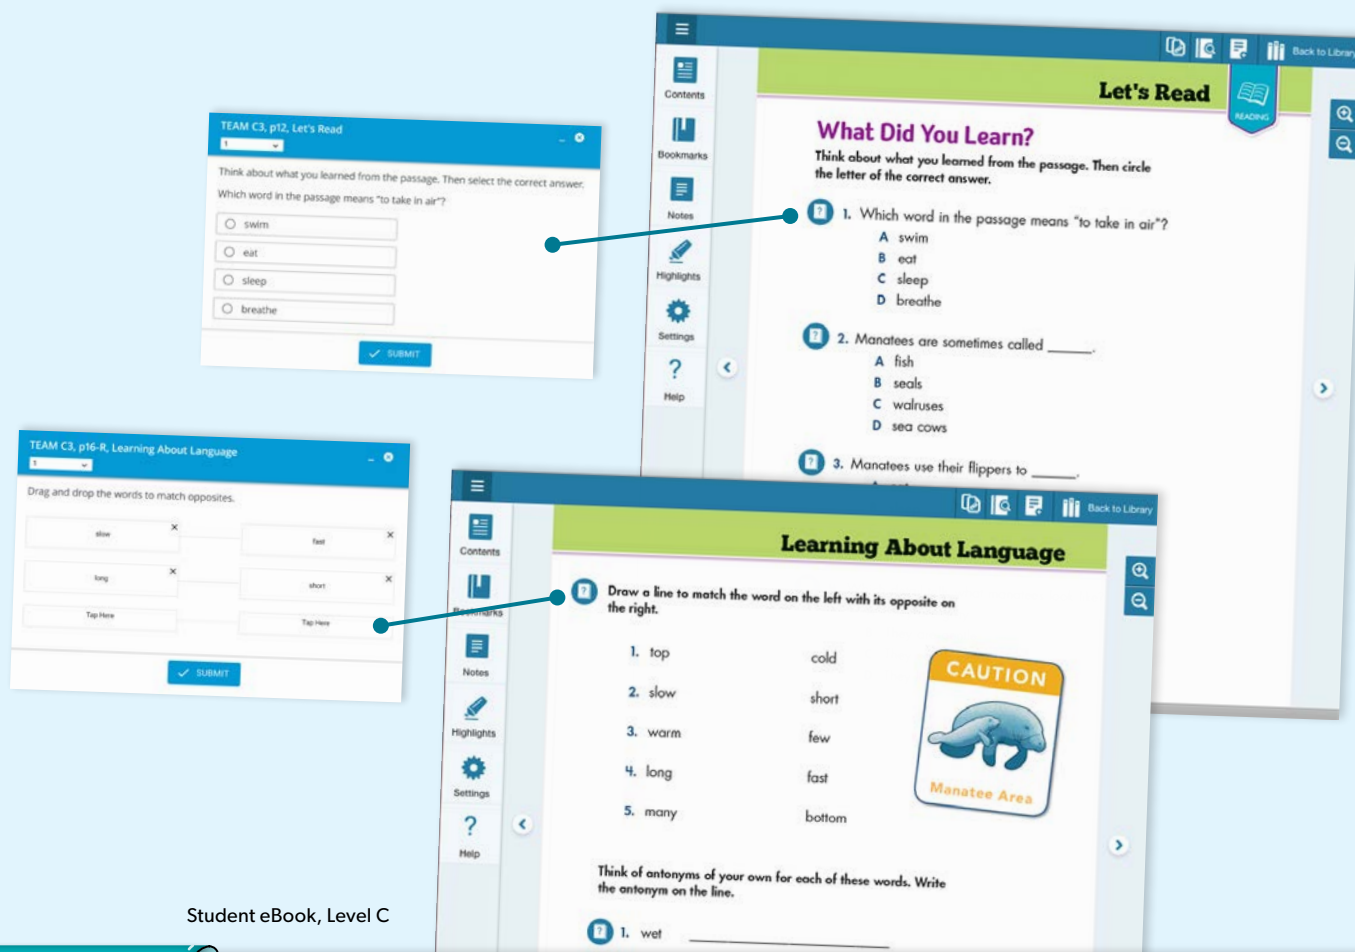 TEAM C3, p12, Let's Read
1
Think about what you learned from the passage. Then select the correct answer.
Which word in the passage means "to take in air"?
swim
eat
sleep
breathe
SUBMIT
Back to Library
Contents
Bookmarks
Notes
Highlights
Settings
Help
Let's Read
READING
What Did You Learn?
Think about what you learned from the passage. Then circle
the letter of the correct answer.
1. Which word in the passage means "to take in air"?
A swim
B eat
C sleep
D breathe
2. Manatees are sometimes called ______.
A fish
B seals
C walruses
D sea cows
3. Manatees use their flippers to ______.
TEAM C3, p16-R, Learning About Language
1
Drag and drop the words to match opposites.
slow fast
long short
Tap Here Tap Here
SUBMIT
Back to Library
Contents
Bookmarks
Notes
Highlights
Settings
Help
Learning About Language
Draw a line to match the word on the left with its opposite on
the right.
1. top cold
2. slow short
3. warm few
4. long fast
5. many bottom
CAUTION
Manatee Area
Think of antonyms of your own for each of these words. Write
the antonym on the line.
1. wet ____________________
Student eBook, Level C